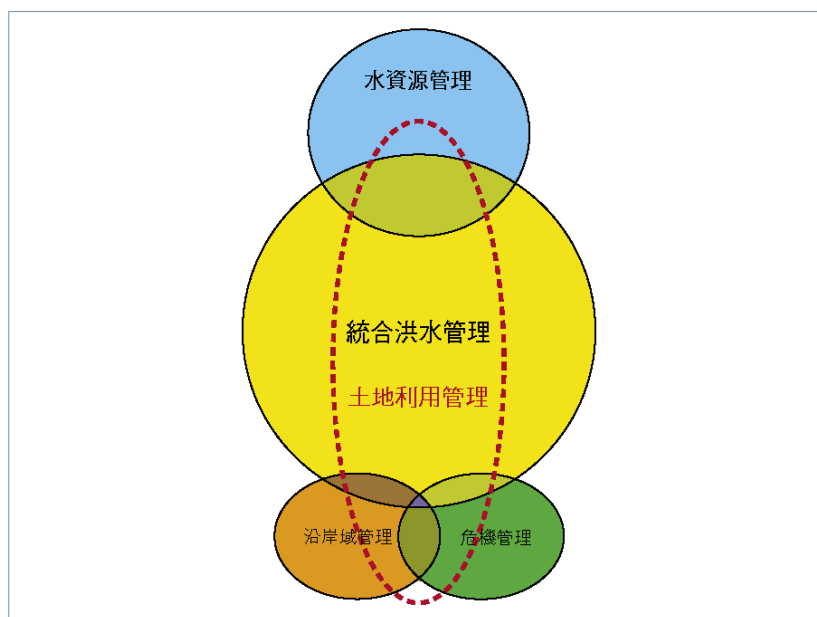 水資源管理
統合洪水管理
土地利用管理
沿岸域管理
危機管理